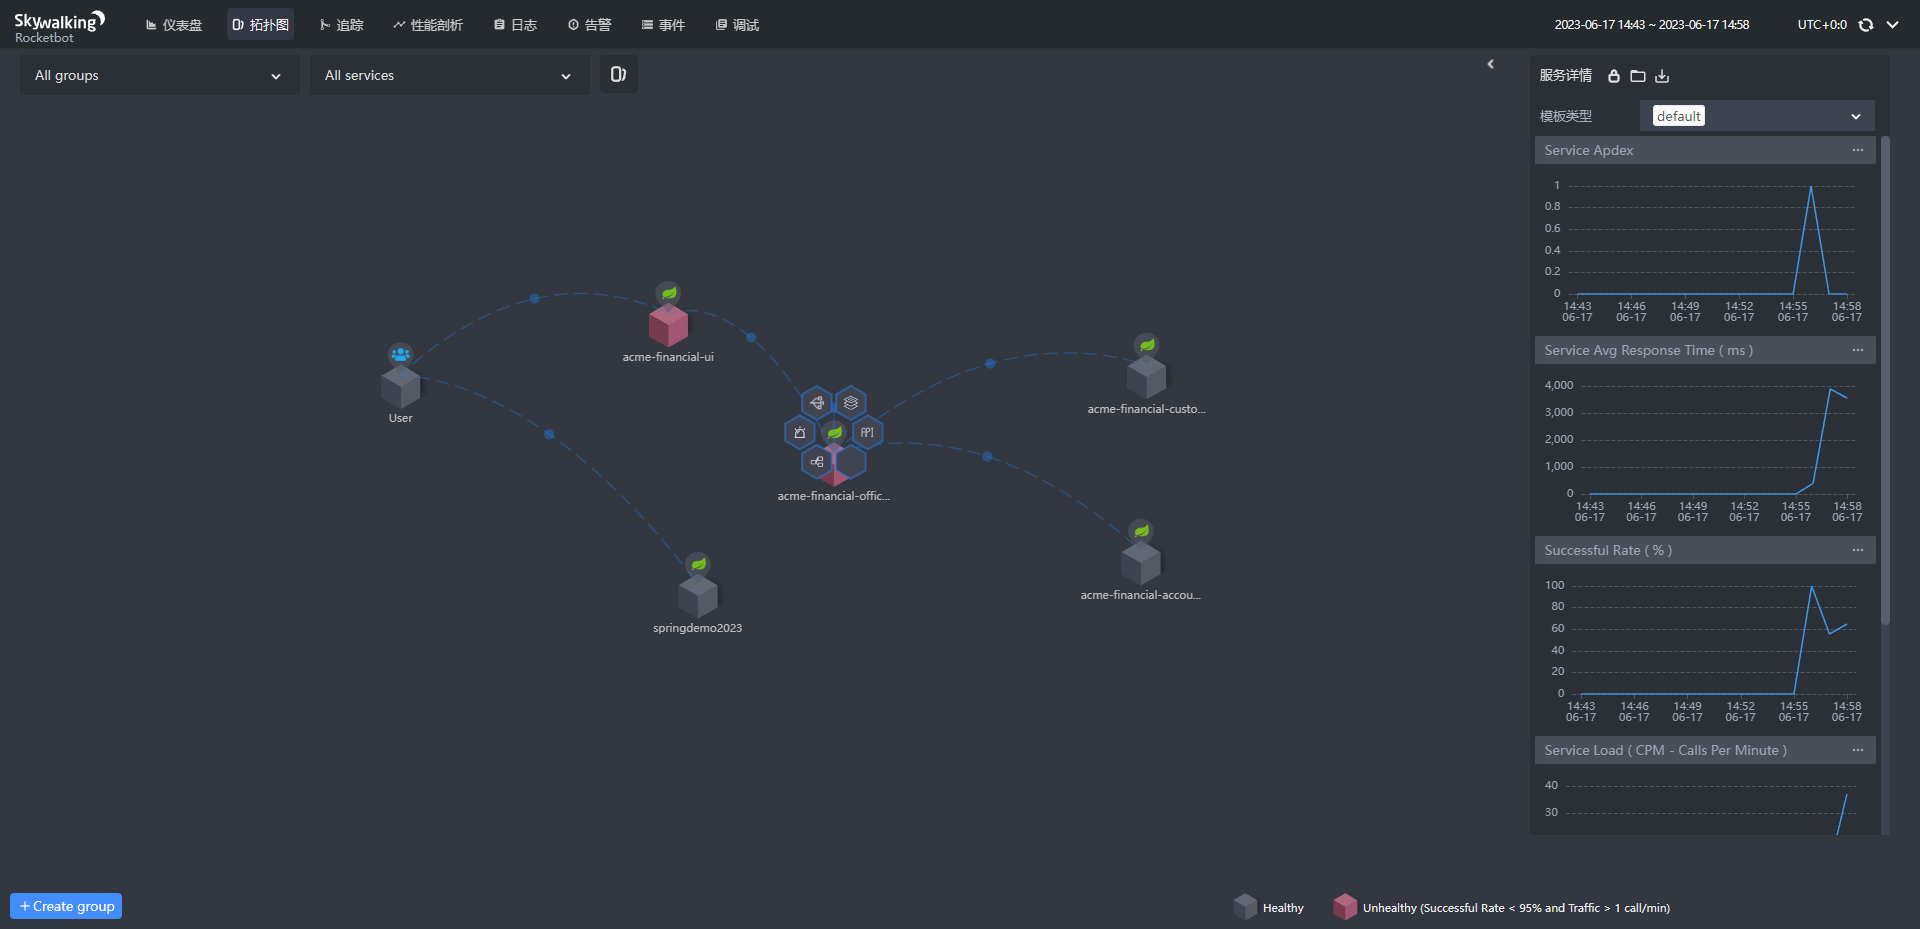 Skywalking
Rocketbot
仪表盘
拓扑图
追踪
性能剖析
日志
告警
事件
调试
2023-06-17 14:43 ~ 2023-06-17 14:58
UTC+0:0
All groups
All services
服务详情
模板类型
default
Service Apdex
1
0.8
0.6
0.4
0.2
0
14:43 14:46 14:49 14:52 14:55 14:58
06-17 06-17 06-17 06-17 06-17 06-17
Service Avg Response Time ( ms )
4,000
3,000
2,000
1,000
0
14:43 14:46 14:49 14:52 14:55 14:58
06-17 06-17 06-17 06-17 06-17 06-17
Successful Rate ( % )
100
80
60
40
20
0
14:43 14:46 14:49 14:52 14:55 14:58
06-17 06-17 06-17 06-17 06-17 06-17
Service Load ( CPM - Calls Per Minute )
40
30
acme-financial-ui
User
acme-financial-custo...
API
acme-financial-offic...
acme-financial-accou...
springdemo2023
+ Create group
Healthy
Unhealthy (Successful Rate < 95% and Traffic > 1 call/min)